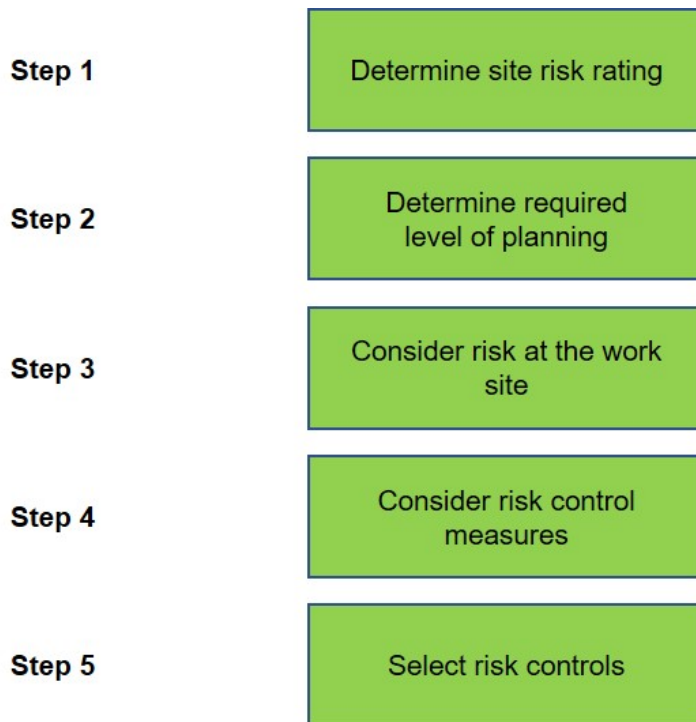 Step 1
Determine site risk rating
Step 2
Determine required
level of planning
Step 3
Consider risk at the work
site
Step 4
Consider risk control
measures
Step 5
Select risk controls